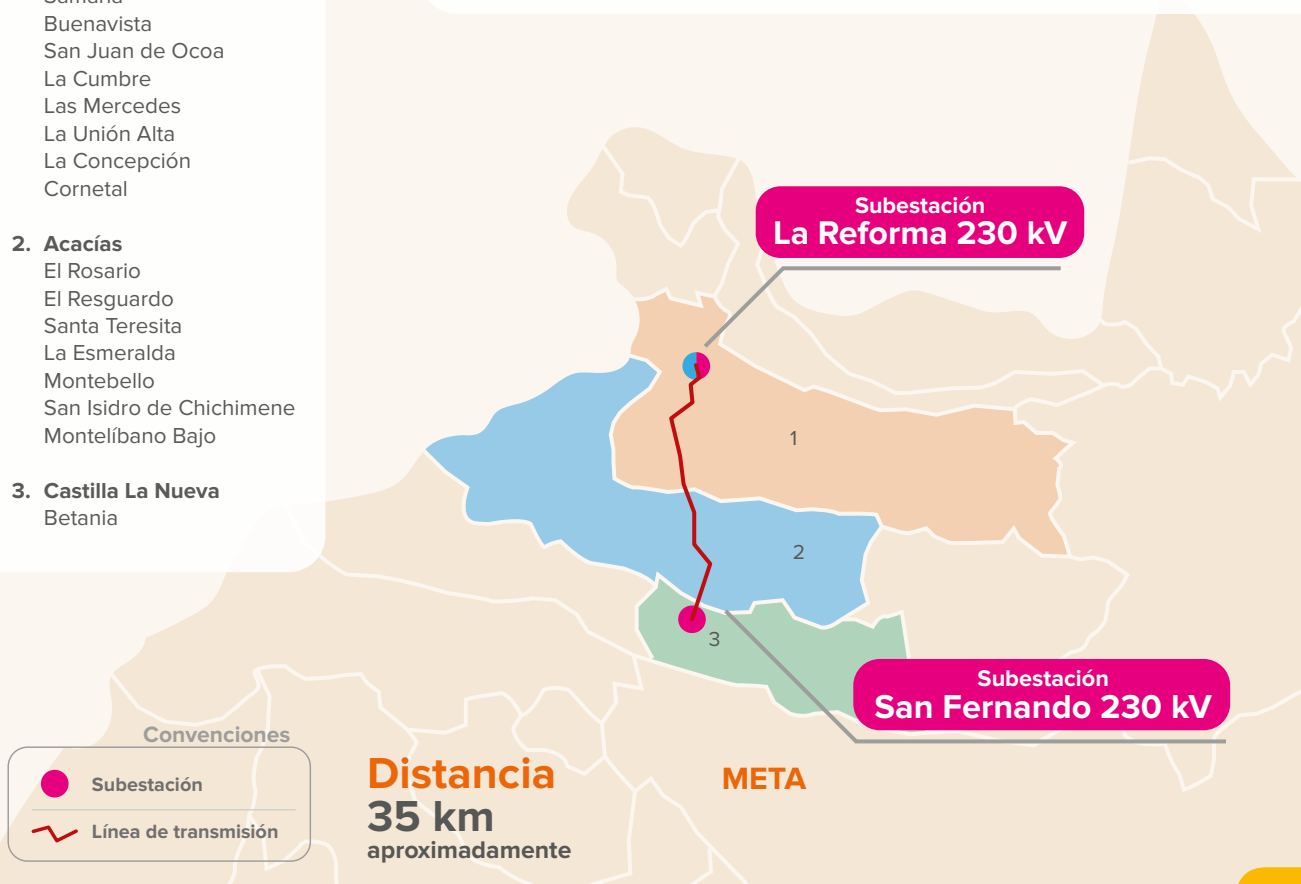 Buenavista
San Juan de Ocoa
La Cumbre
Las Mercedes
La Unión Alta
La Concepción
Cornetal
2. Acacías
El Rosario
El Resguardo
Santa Teresita
La Esmeralda
Montebello
San Isidro de Chichimene
Montelíbano Bajo
3. Castilla La Nueva
Betania
Subestación
La Reforma 230 kV
1
2
3
Subestación
San Fernando 230 kV
Convenciones
Subestación
Línea de transmisión
Distancia
35 km
aproximadamente
META